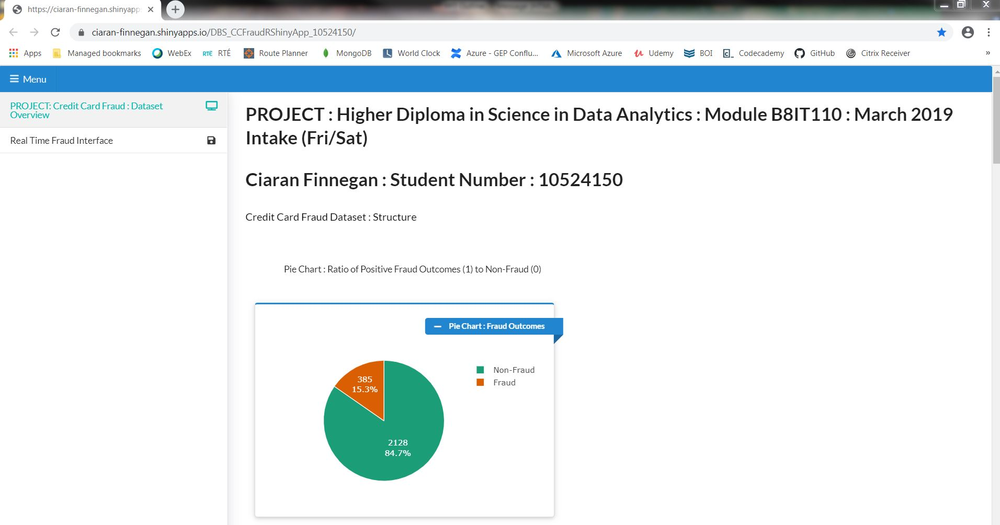 https://ciaran-finnegan.shinyapp
ciaran-finnegan.shinyapps.io/DBS_CCFraudRShinyApp_10524150/
Apps Managed bookmarks WebEx RTÉ RTÉ Route Planner MongoDB World Clock Azure - GEP Conflu... Microsoft Azure Udemy BOI Codecademy GitHub Citrix Receiver »
Menu
PROJECT: Credit Card Fraud : Dataset
Overview
Real Time Fraud Interface
PROJECT : Higher Diploma in Science in Data Analytics : Module B8IT110 : March 2019
Intake (Fri/Sat)
Ciaran Finnegan : Student Number : 10524150
Credit Card Fraud Dataset : Structure
Pie Chart : Ratio of Positive Fraud Outcomes (1) to Non-Fraud (0)
Pie Chart : Fraud Outcomes
Non-Fraud
Fraud
385
15.3%
2128
84.7%